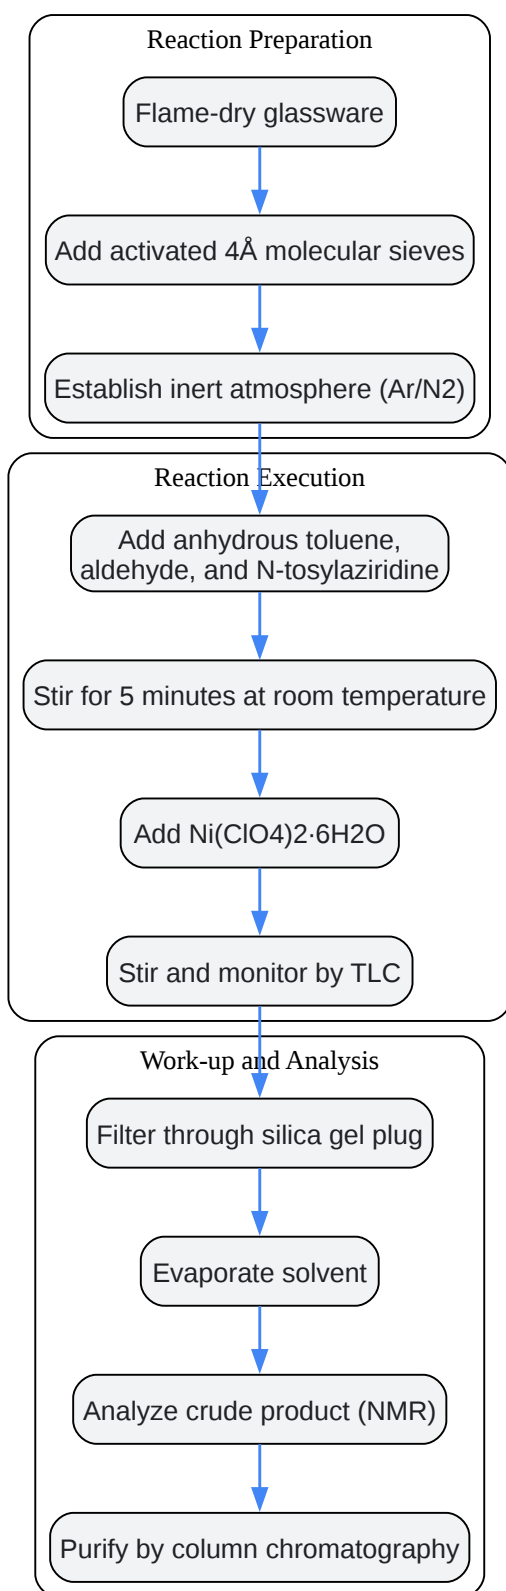 Reaction Preparation
Flame-dry glassware
Add activated 4Å molecular sieves
Establish inert atmosphere (Ar/N2)
Reaction Execution
Add anhydrous toluene,
aldehyde, and N-tosylaziridine
Stir for 5 minutes at room temperature
Add Ni(ClO4)2·6H2O
Stir and monitor by TLC
Work-up and Analysis
Filter through silica gel plug
Evaporate solvent
Analyze crude product (NMR)
Purify by column chromatography